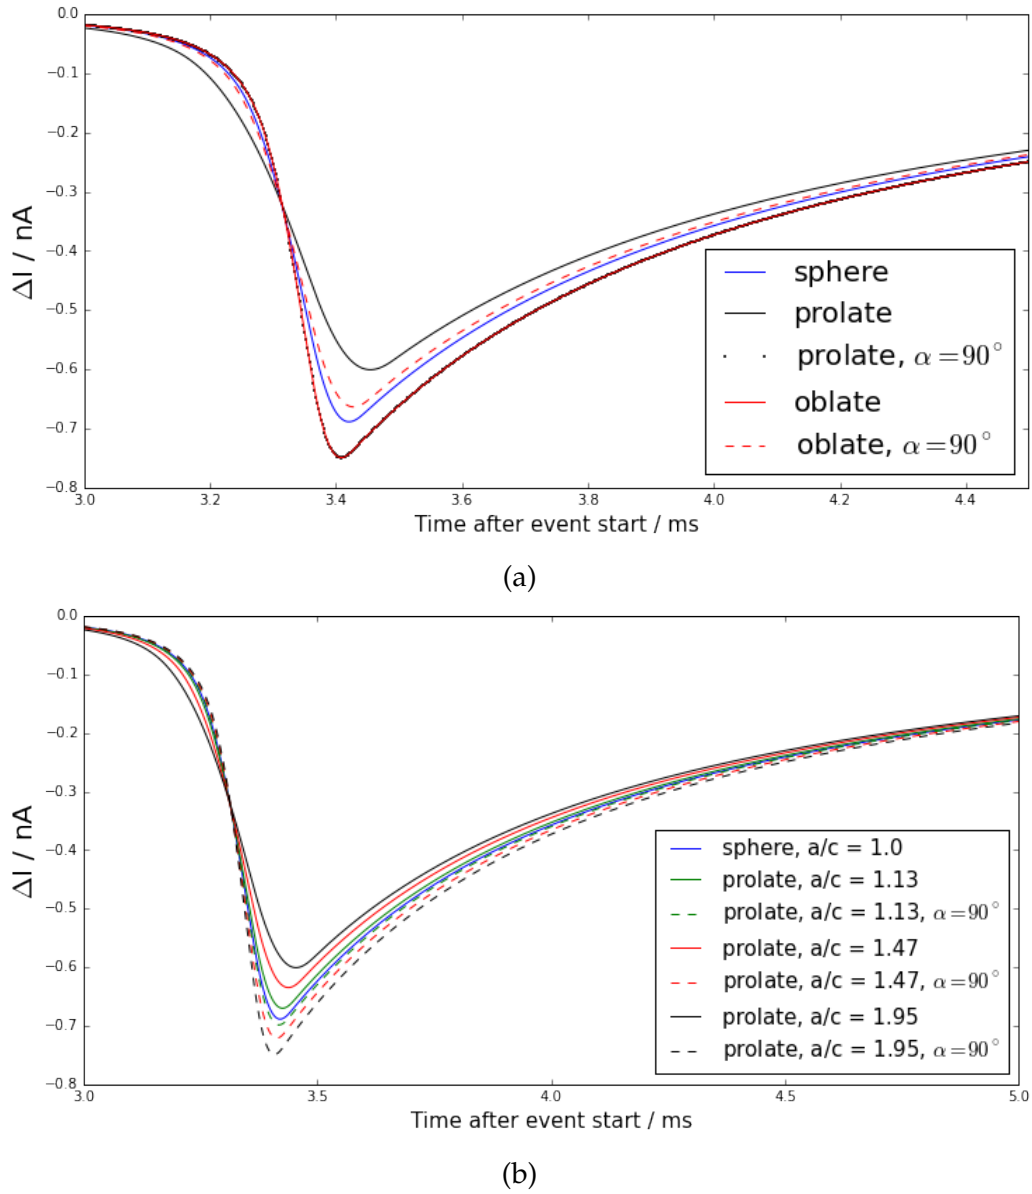 0.0
−0.1
−0.2
−0.3
−0.4
−0.5
−0.6
−0.7
−0.8
ΔI / nA
3.0 3.2 3.4 3.6 3.8 4.0 4.2 4.4
Time after event start / ms
sphere
prolate
prolate, α=90°
oblate
oblate, α=90°
(a)
0.0
−0.1
−0.2
−0.3
−0.4
−0.5
−0.6
−0.7
−0.8
ΔI / nA
3.0 3.5 4.0 4.5 5.0
Time after event start / ms
sphere, a/c = 1.0
prolate, a/c = 1.13
prolate, a/c = 1.13, α=90°
prolate, a/c = 1.47
prolate, a/c = 1.47, α=90°
prolate, a/c = 1.95
prolate, a/c = 1.95, α=90°
(b)